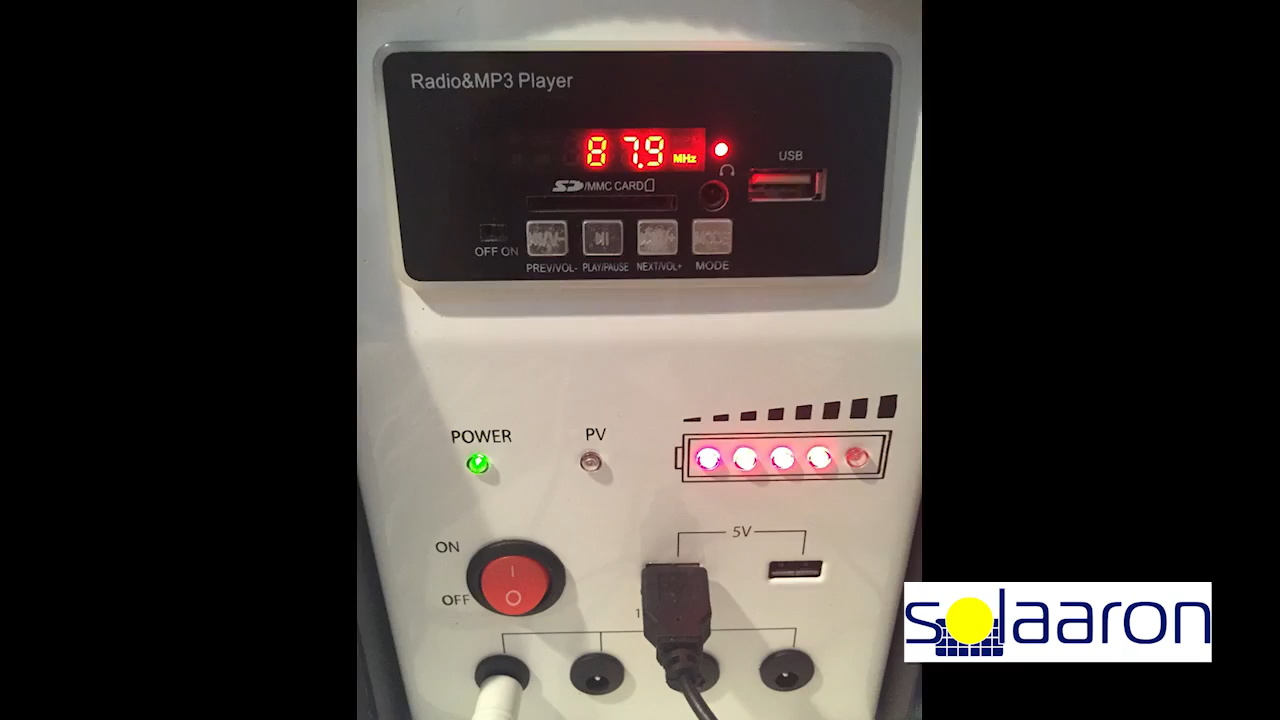 Radio&MP3 Player
87.9 MHz
USB
SD/MMC CARD
OFF ON
MODE
PREV/VOL- PLAY/PAUSE NEXT/VOL+ MODE
POWER
PV
5V
ON
OFF
solaaron